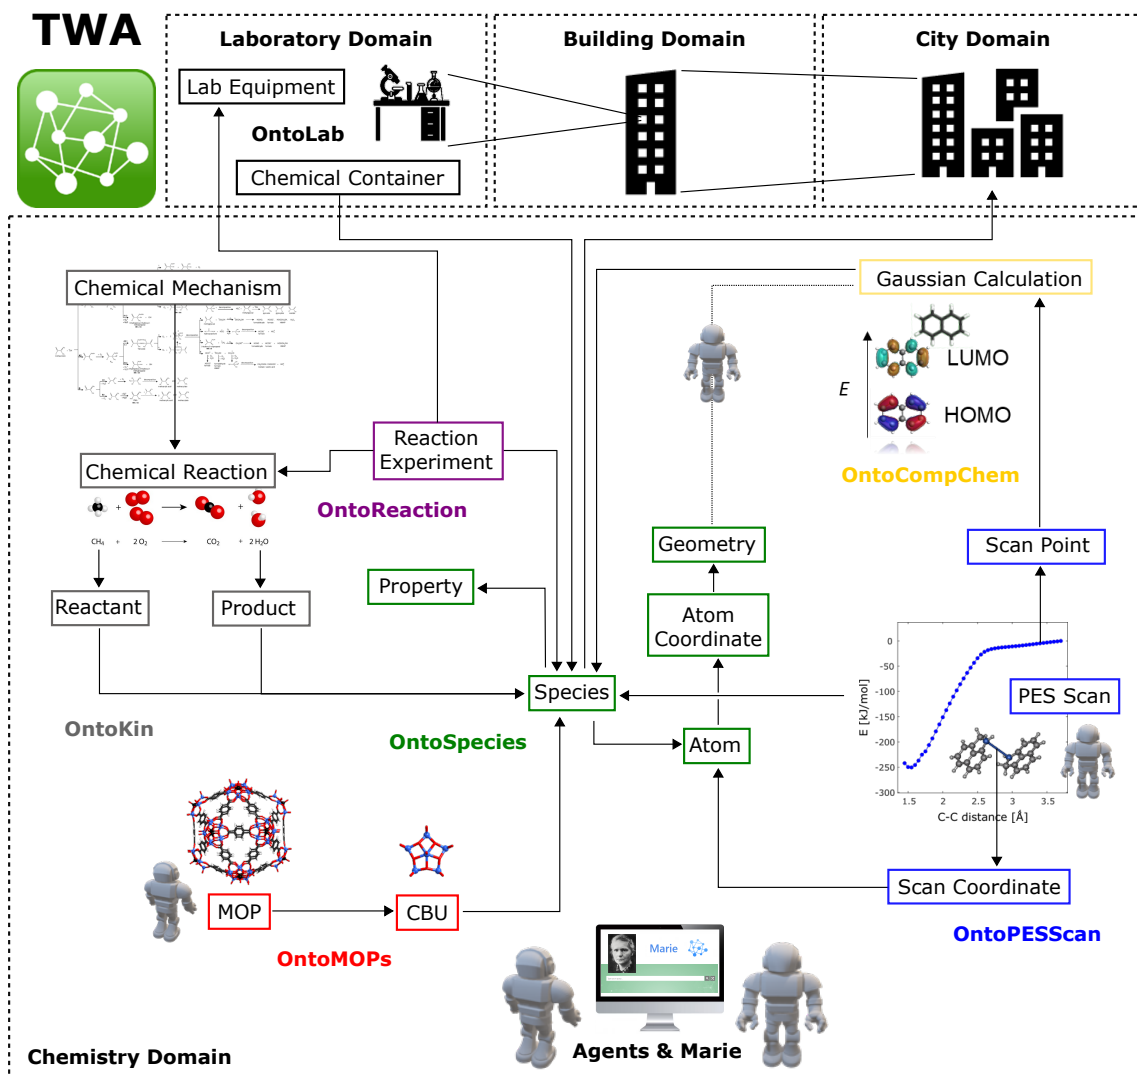 TWA
Laboratory Domain
Building Domain
City Domain
Lab Equipment
OntoLab
Chemical Container
Chemical Mechanism
Gaussian Calculation
LUMO
E
HOMO
OntoCompChem
Reaction
Experiment
Chemical Reaction
OntoReaction
CH₄ + 2 O₂ CO₂ + 2 H₂O
+ +
Geometry
Scan Point
Property
Atom
Coordinate
Reactant
Product
Species
OntoKin
OntoSpecies
Atom
PES Scan
E [kJ/mol]
0
-50
-100
-150
-200
-250
-300
1.5 2 2.5 3 3.5
C-C distance [Å]
MOP
CBU
Scan Coordinate
OntoMOPs
OntoPESScan
Marie
Agents & Marie
Chemistry Domain